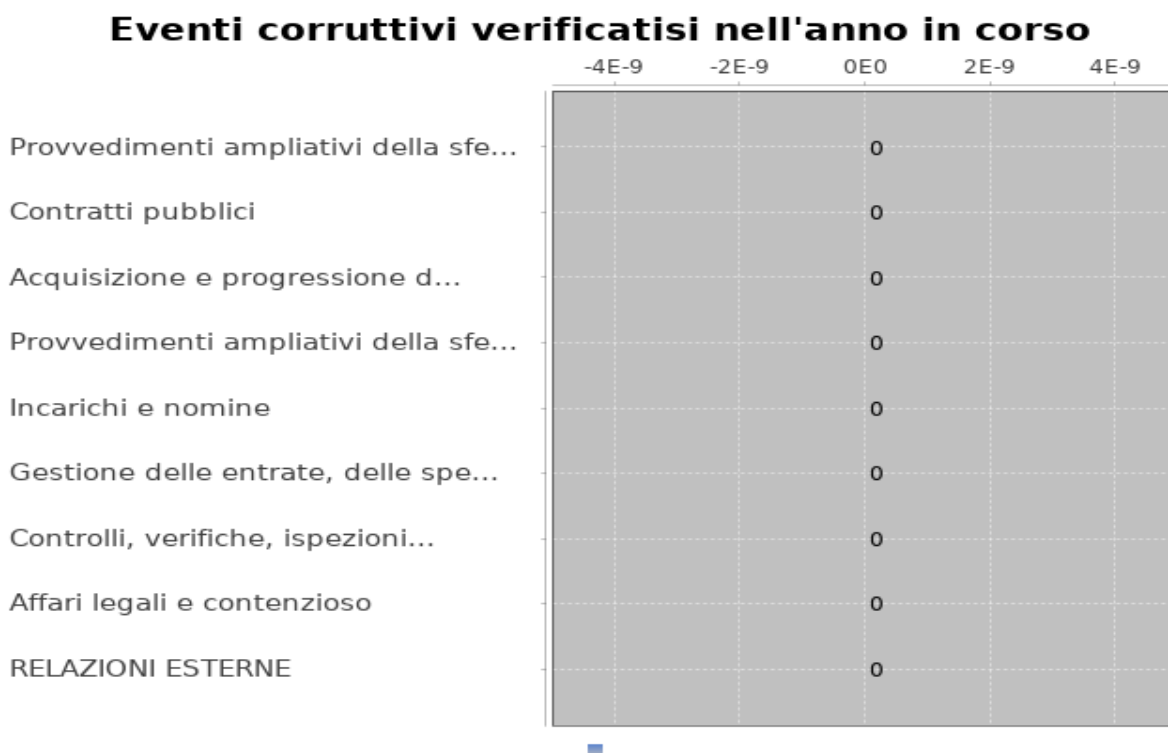 Eventi corruttivi verificatisi nell'anno in corso
-4E-9 -2E-9 0E0 2E-9 4E-9
Provvedimenti ampliativi della sfe... 0
Contratti pubblici 0
Acquisizione e progressione d... 0
Provvedimenti ampliativi della sfe... 0
Incarichi e nomine 0
Gestione delle entrate, delle spe... 0
Controlli, verifiche, ispezioni... 0
Affari legali e contenzioso 0
RELAZIONI ESTERNE 0